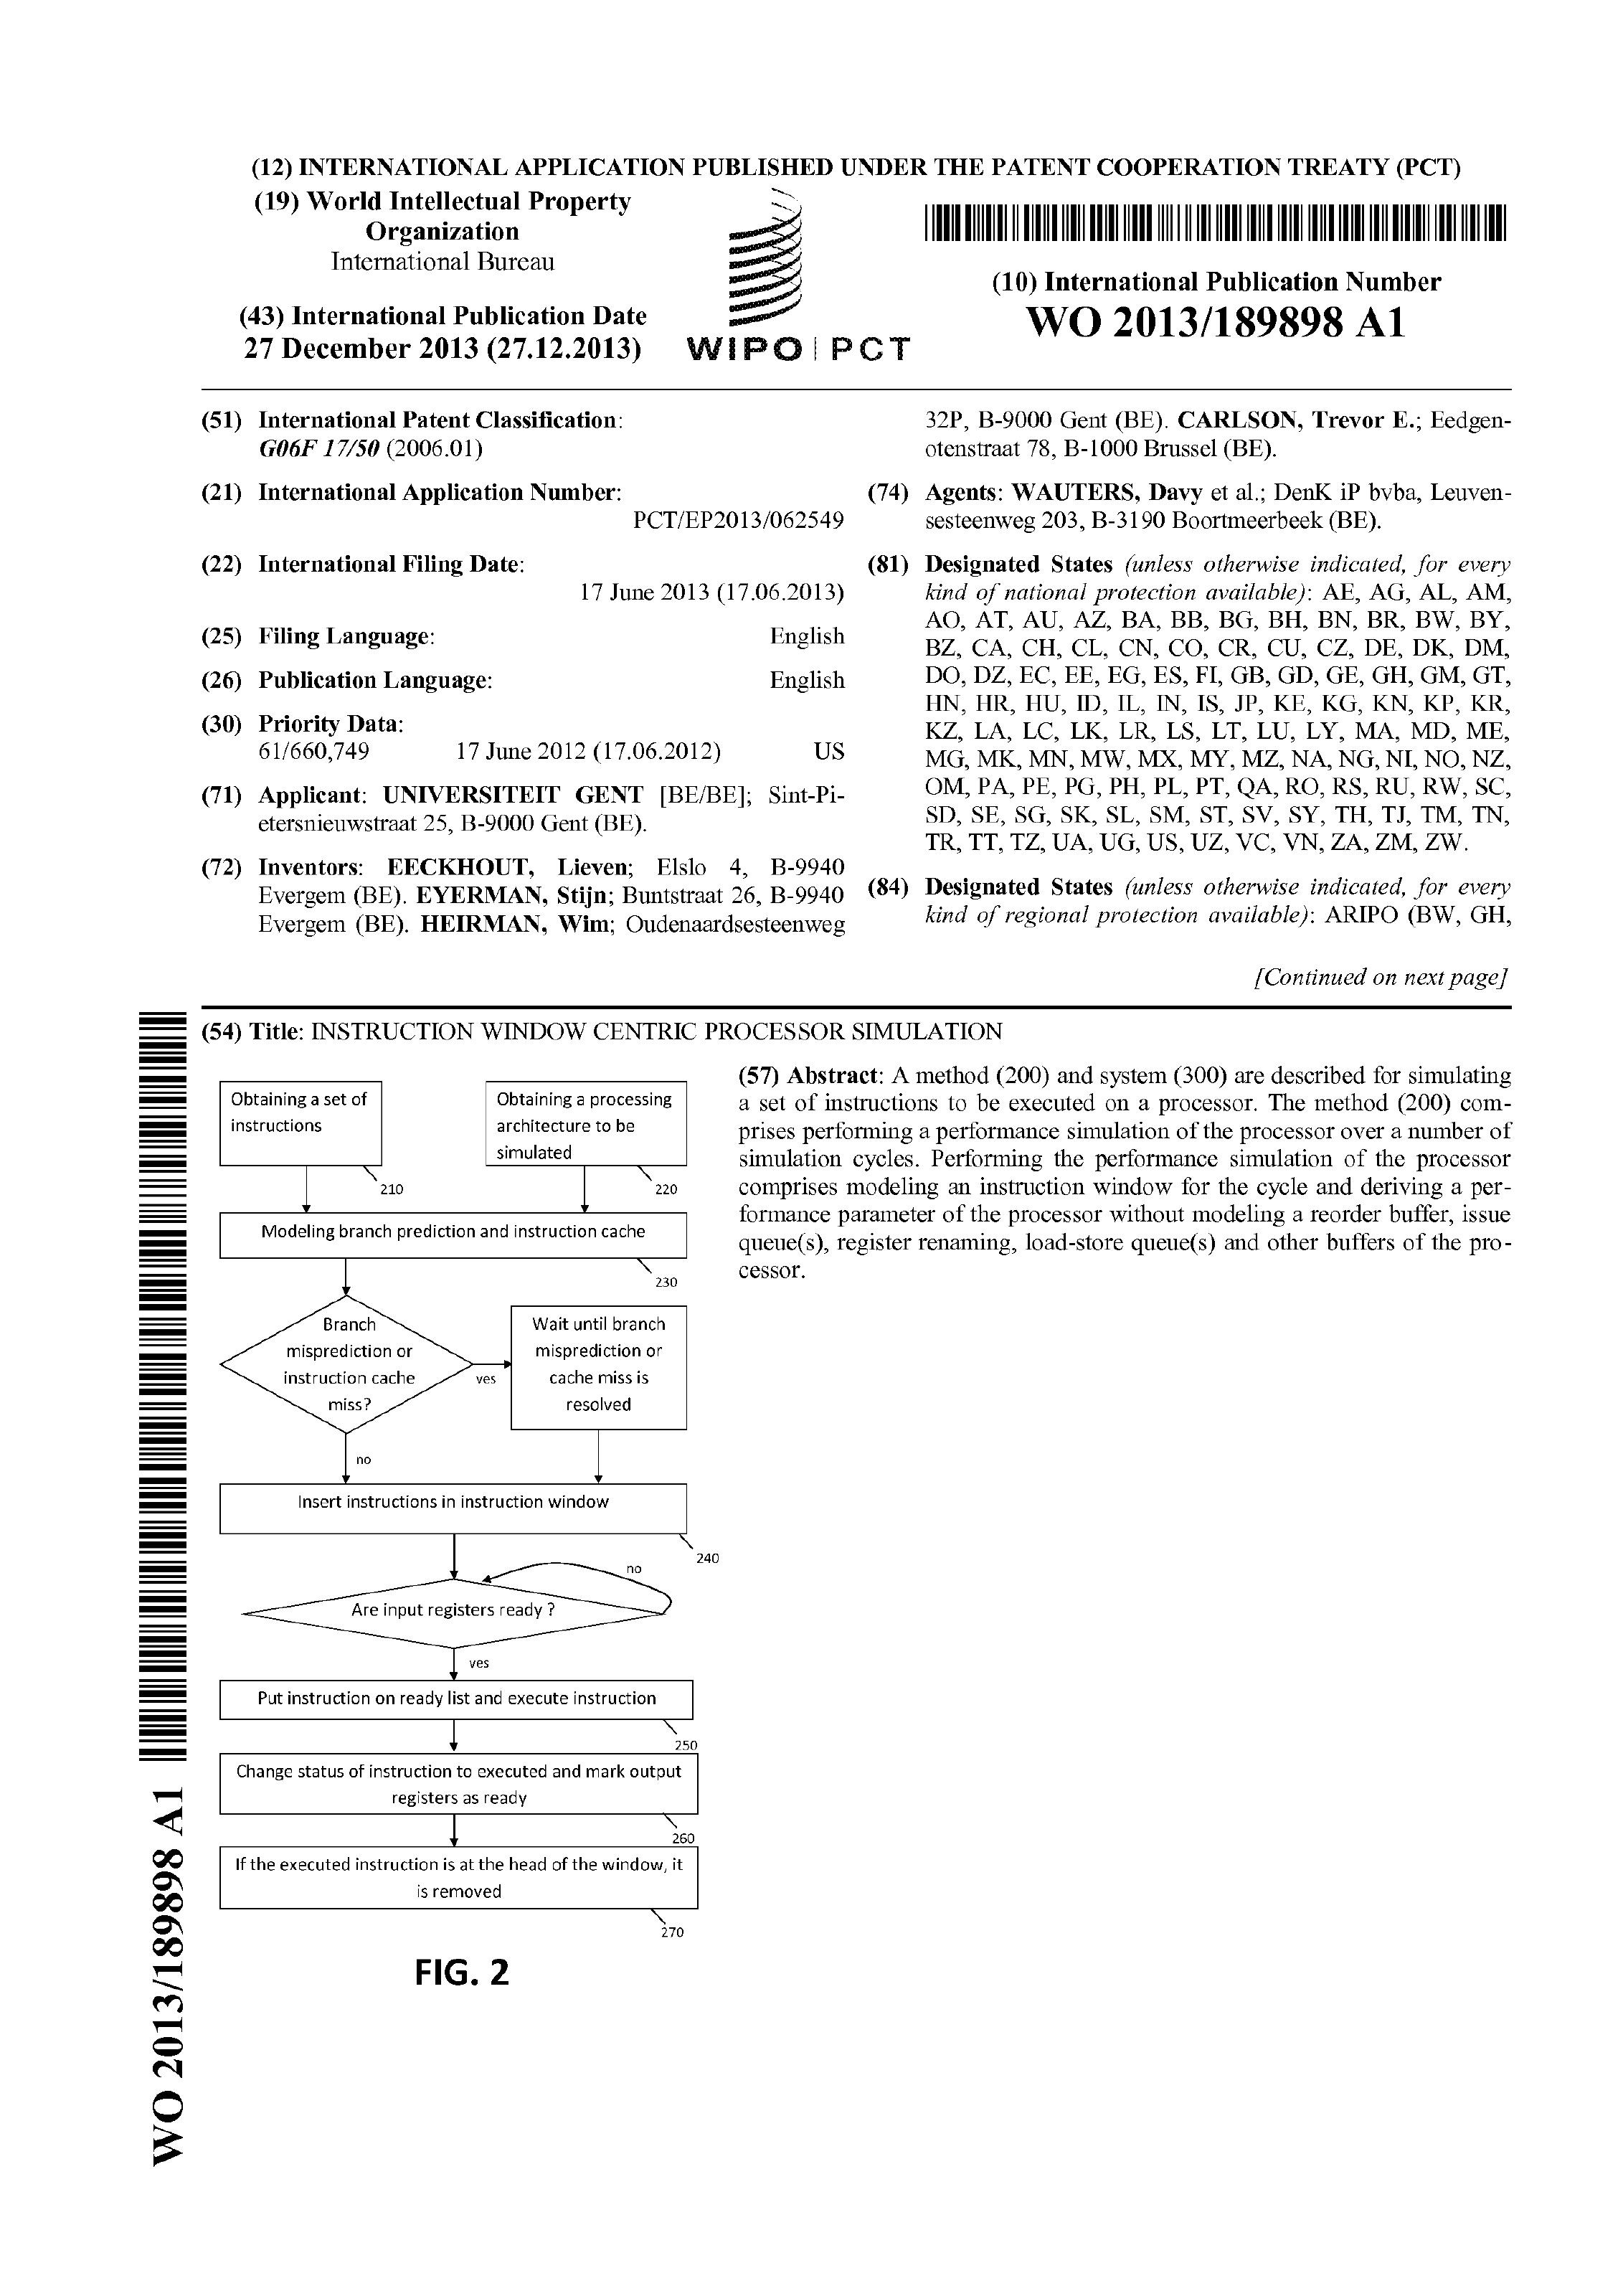 (12) INTERNATIONAL APPLICATION PUBLISHED UNDER THE PATENT COOPERATION TREATY (PCT)
(19) World Intellectual Property
Organization
International Bureau
(43) International Publication Date
27 December 2013 (27.12.2013)
WIPO | PCT
(10) International Publication Number
WO 2013/189898 A1
(51) International Patent Classification:
G06F 17/50 (2006.01)
(21) International Application Number:
PCT/EP2013/062549
(22) International Filing Date:
17 June 2013 (17.06.2013)
(25) Filing Language: English
(26) Publication Language: English
(30) Priority Data:
61/660,749 17 June 2012 (17.06.2012) US
(71) Applicant: UNIVERSITEIT GENT [BE/BE]; Sint-Pi-
etersnieuwstraat 25, B-9000 Gent (BE).
(72) Inventors: EECKHOUT, Lieven; Elslo 4, B-9940
Evergem (BE). EYERMAN, Stijn; Buntstraat 26, B-9940
Evergem (BE). HEIRMAN, Wim; Oudenaardsesteenweg
32P, B-9000 Gent (BE). CARLSON, Trevor E.; Eedgen-
otenstraat 78, B-1000 Brussel (BE).
(74) Agents: WAUTERS, Davy et al.; DenK iP bvba, Leuven-
sesteenweg 203, B-3190 Boortmeerbeek (BE).
(81) Designated States (unless otherwise indicated, for every
kind of national protection available): AE, AG, AL, AM,
AO, AT, AU, AZ, BA, BB, BG, BH, BN, BR, BW, BY,
BZ, CA, CH, CL, CN, CO, CR, CU, CZ, DE, DK, DM,
DO, DZ, EC, EE, EG, ES, FI, GB, GD, GE, GH, GM, GT,
HN, HR, HU, ID, IL, IN, IS, JP, KE, KG, KN, KP, KR,
KZ, LA, LC, LK, LR, LS, LT, LU, LY, MA, MD, ME,
MG, MK, MN, MW, MX, MY, MZ, NA, NG, NI, NO, NZ,
OM, PA, PE, PG, PH, PL, PT, QA, RO, RS, RU, RW, SC,
SD, SE, SG, SK, SL, SM, ST, SV, SY, TH, TJ, TM, TN,
TR, TT, TZ, UA, UG, US, UZ, VC, VN, ZA, ZM, ZW.
(84) Designated States (unless otherwise indicated, for every
kind of regional protection available): ARIPO (BW, GH,
[Continued on next page]
(54) Title: INSTRUCTION WINDOW CENTRIC PROCESSOR SIMULATION
Obtaining a set of
instructions
210
Obtaining a processing
architecture to be
simulated
220
Modeling branch prediction and instruction cache
230
Branch
misprediction or
instruction cache
miss?
yes
Wait until branch
misprediction or
cache miss is
resolved
no
Insert instructions in instruction window
240
no
Are input registers ready ?
yes
Put instruction on ready list and execute instruction
250
Change status of instruction to executed and mark output
registers as ready
260
If the executed instruction is at the head of the window, it
is removed
270
FIG. 2
(57) Abstract: A method (200) and system (300) are described for simulating
a set of instructions to be executed on a processor. The method (200) com-
prises performing a performance simulation of the processor over a number of
simulation cycles. Performing the performance simulation of the processor
comprises modeling an instruction window for the cycle and deriving a per-
formance parameter of the processor without modeling a reorder buffer, issue
queue(s), register renaming, load-store queue(s) and other buffers of the pro-
cessor.
WO 2013/189898 A1